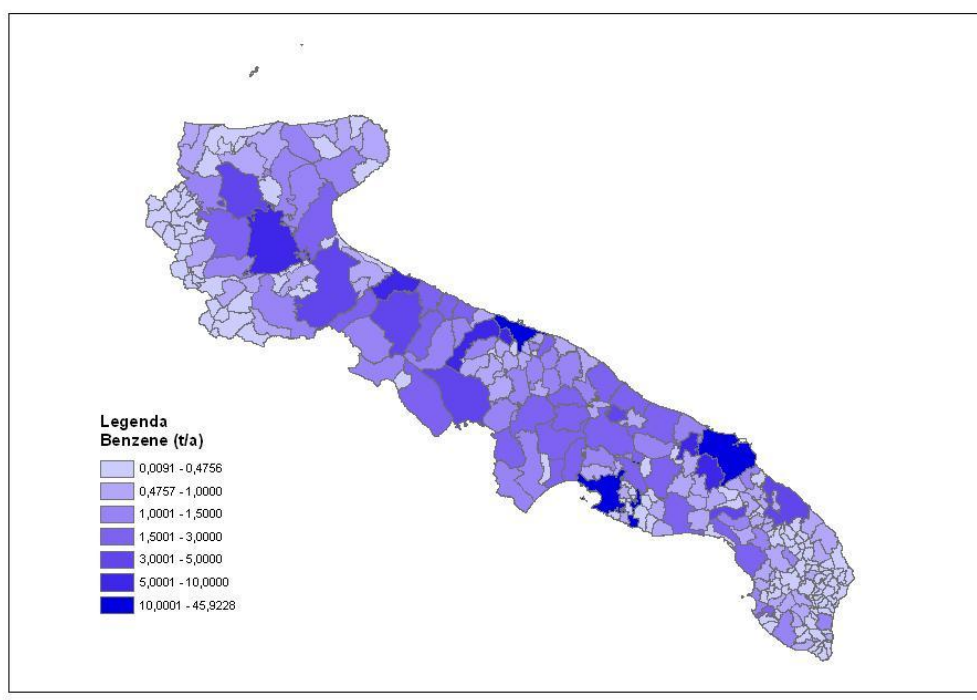 Legenda
Benzene (t/a)
0,0091 - 0,4756
0,4757 - 1,0000
1,0001 - 1,5000
1,5001 - 3,0000
3,0001 - 5,0000
5,0001 - 10,0000
10,0001 - 45,9228